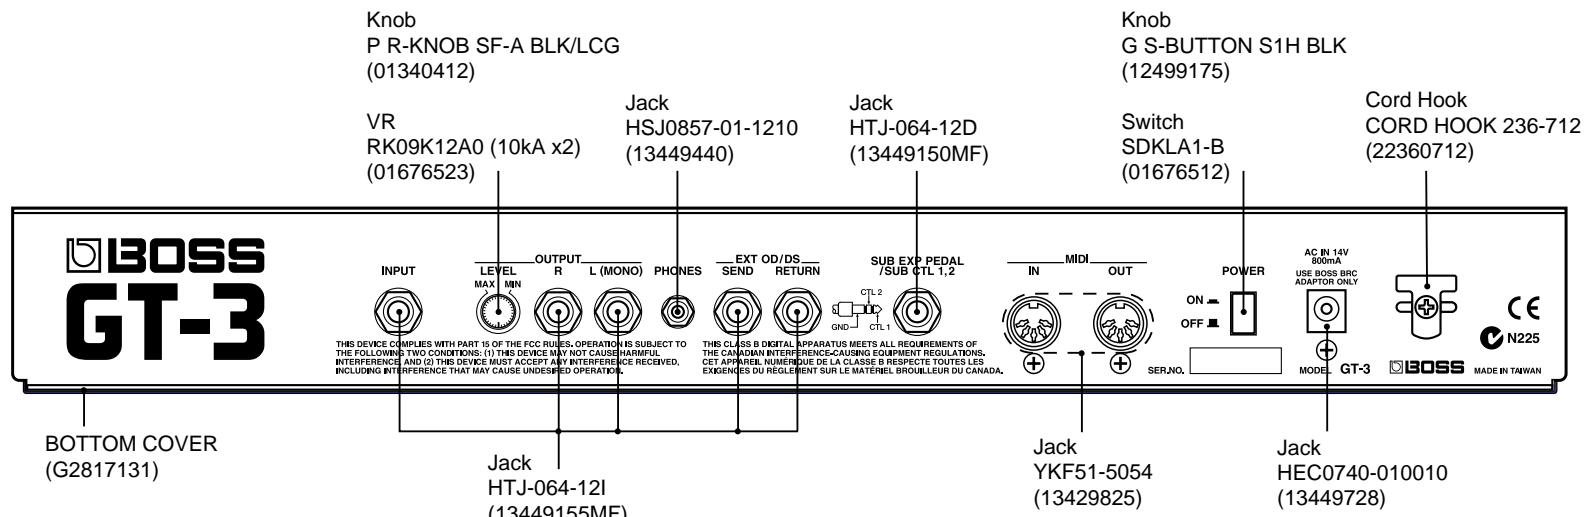 Knob
P R-KNOB SF-A BLK/LCG
(01340412)
VR
RK09K12A0 (10kA x2)
(01676523)
Jack
HSJ0857-01-1210
(13449440)
Jack
HTJ-064-12D
(13449150MF)
Knob
G S-BUTTON S1H BLK
(12499175)
Switch
SDKLA1-B
(01676512)
Cord Hook
CORD HOOK 236-712
(22360712)
BOSS
GT-3
INPUT
OUTPUT
LEVEL
MAX MIN
R
L (MONO)
PHONES
EXT OD/DS
SEND
RETURN
SUB EXP PEDAL
/SUB CTL 1,2
CTL 2
GND
CTL 1
MIDI
IN
OUT
POWER
ON
OFF
AC IN 14V
800mA
USE BOSS BRC
ADAPTOR ONLY
N225
THIS DEVICE COMPLIES WITH PART 15 OF THE FCC RULES. OPERATION IS SUBJECT TO
THE FOLLOWING TWO CONDITIONS: (1) THIS DEVICE MAY NOT CAUSE HARMFUL
INTERFERENCE, AND (2) THIS DEVICE MUST ACCEPT ANY INTERFERENCE RECEIVED,
INCLUDING INTERFERENCE THAT MAY CAUSE UNDESIRED OPERATION.
THIS CLASS B DIGITAL APPARATUS MEETS ALL REQUIREMENTS OF
THE CANADIAN INTERFERENCE-CAUSING EQUIPMENT REGULATIONS.
CET APPAREIL NUMÉRIQUE DE LA CLASSE B RESPECTE TOUTES LES
EXIGENCES DU RÈGLEMENT SUR LE MATÉRIEL BROUILLEUR DU CANADA.
SER.NO.
MODEL GT-3
BOSS
MADE IN TAIWAN
CE
BOTTOM COVER
(G2817131)
Jack
HTJ-064-12I
(13449155MF)
Jack
YKF51-5054
(13429825)
Jack
HEC0740-010010
(13449728)